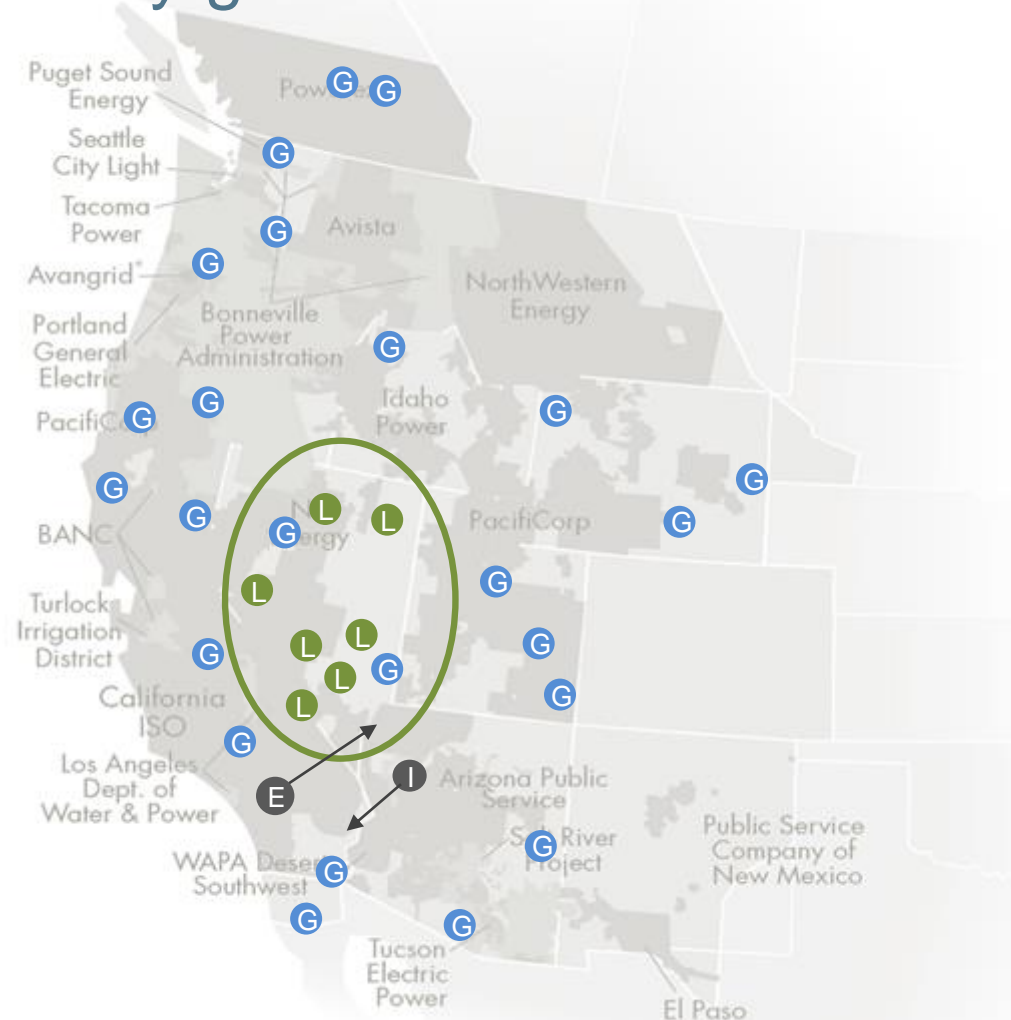 G
G
Puget Sound
Energy
Seattle
City Light
G
Tacoma
Power
G
Avista
Avangrid*
G
NorthWestern
Energy
Bonneville
Power
Administration
Portland
General
Electric
G
Idaho
Power
G
G
G
G
G
L
L
G
G
G
PacifiCorp
BANC
G
L
G
Turlock
Irrigation
District
L
L
G
G
L
G
G
L
California
ISO
G
Los Angeles
Dept. of
Water & Power
E
I
Arizona Public
Service
River
Project
G
Public Service
Company of
New Mexico
WAPA Desert
Southwest
G
G
G
Tucson
Electric
Power
El Paso